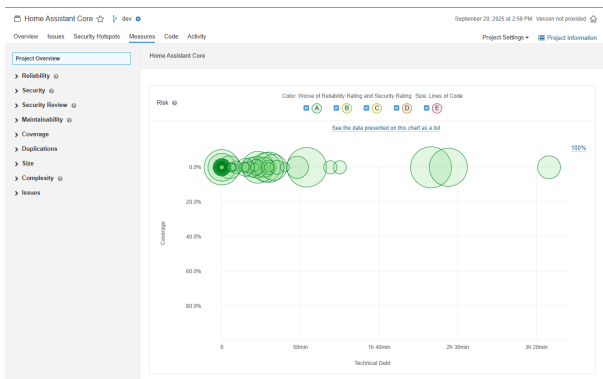 Home Assistant Core dev
September 20, 2025 at 2:59 PM Version not provided
Overview Issues Security Hotspots Measures Code Activity
Project Settings Project Information
Project Overview
Reliability
Security
Security Review
Maintainability
Coverage
Duplications
Size
Complexity
Issues
Home Assistant Core
Risk
Color: Worse of Reliability Rating and Security Rating Size: Lines of Code
A B C D E
See the data presented on this chart as a list
100%
0.0%
20.0%
40.0%
60.0%
80.0%
Coverage
0 50min 1h 40min 2h 30min 3h 20min
Technical Debt